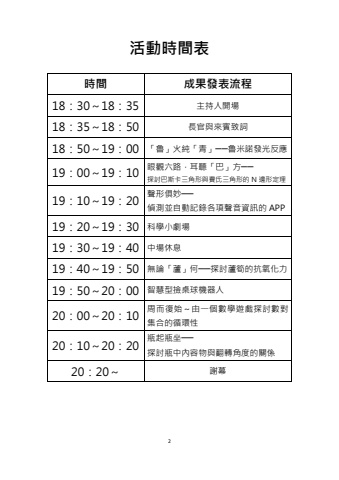 活動時間表
時間 成果發表流程
18：30～18：35 主持人開場
18：35～18：50 長官與來賓致詞
18：50～19：00 「魯」火純「青」──魯米諾發光反應
19：00～19：10 眼觀六路，耳聽「巴」方──
探討巴斯卡三角形與賽氏三角形的 N 邊形定理
19：10～19：20 聲形俱妙──
偵測並自動記錄各項聲音資訊的 APP
19：20～19：30 科學小劇場
19：30～19：40 中場休息
19：40～19：50 無論「蘆」何──探討蘆筍的抗氧化力
19：50～20：00 智慧型撿桌球機器人
20：00～20：10 周而復始～由一個數學遊戲探討數對
集合的循環性
20：10～20：20 瓶起瓶坐──
探討瓶中內容物與翻轉角度的關係
20：20～ 謝幕
2